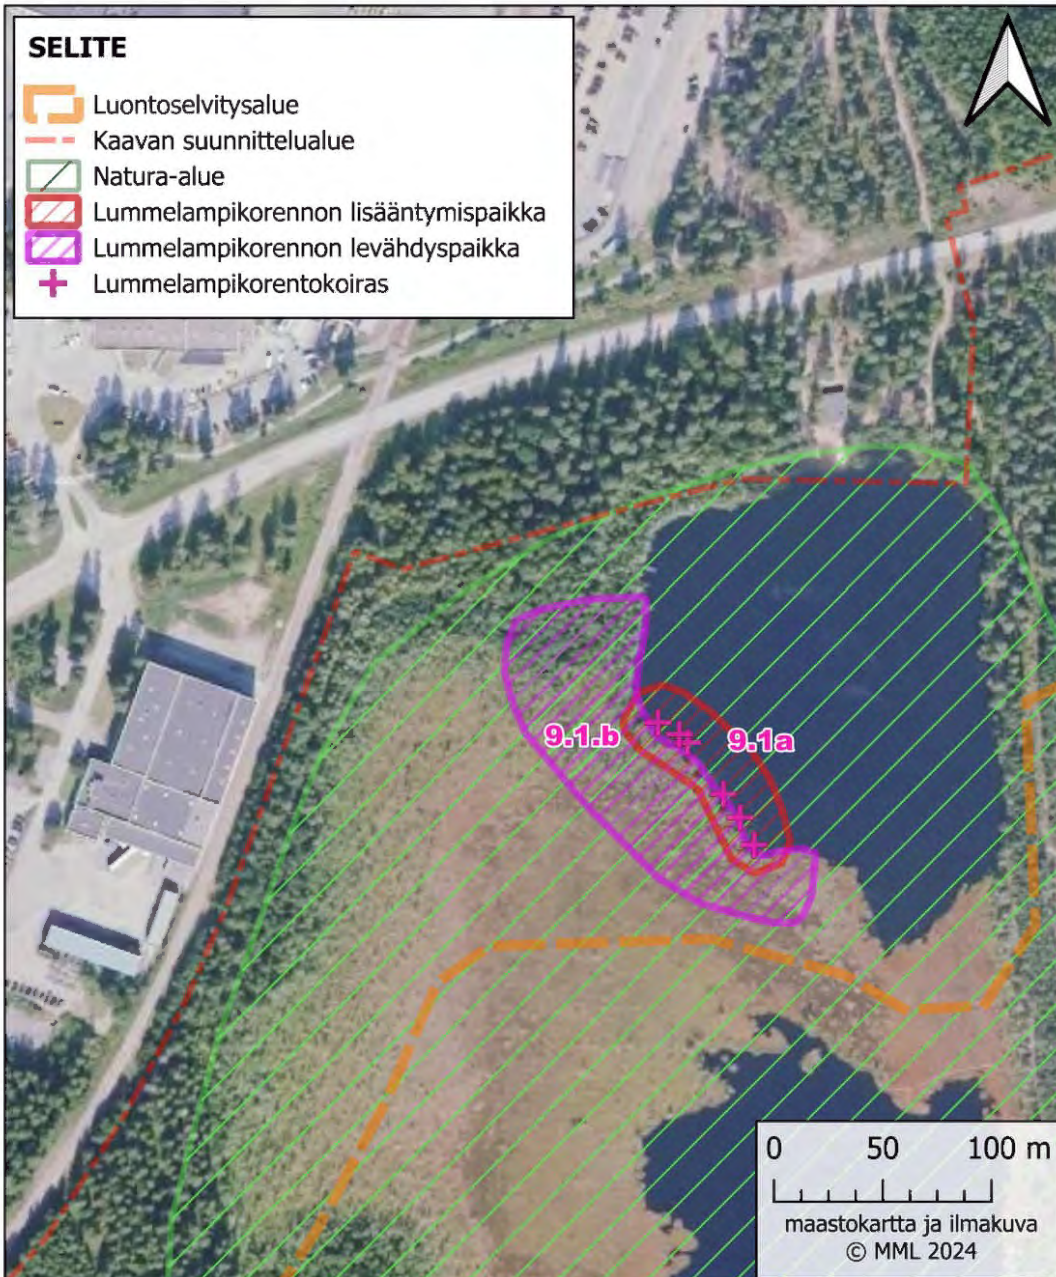 SELITE
Luontoselvitysalue
Kaavan suunnittelualue
Natura-alue
Lummelampikorennon lisääntymispaikka
Lummelampikorennon levähdyspaikka
Lummelampikorentokoiras
9.1.b
9.1a
0 50 100 m
maastokartta ja ilmakuva
© MML 2024